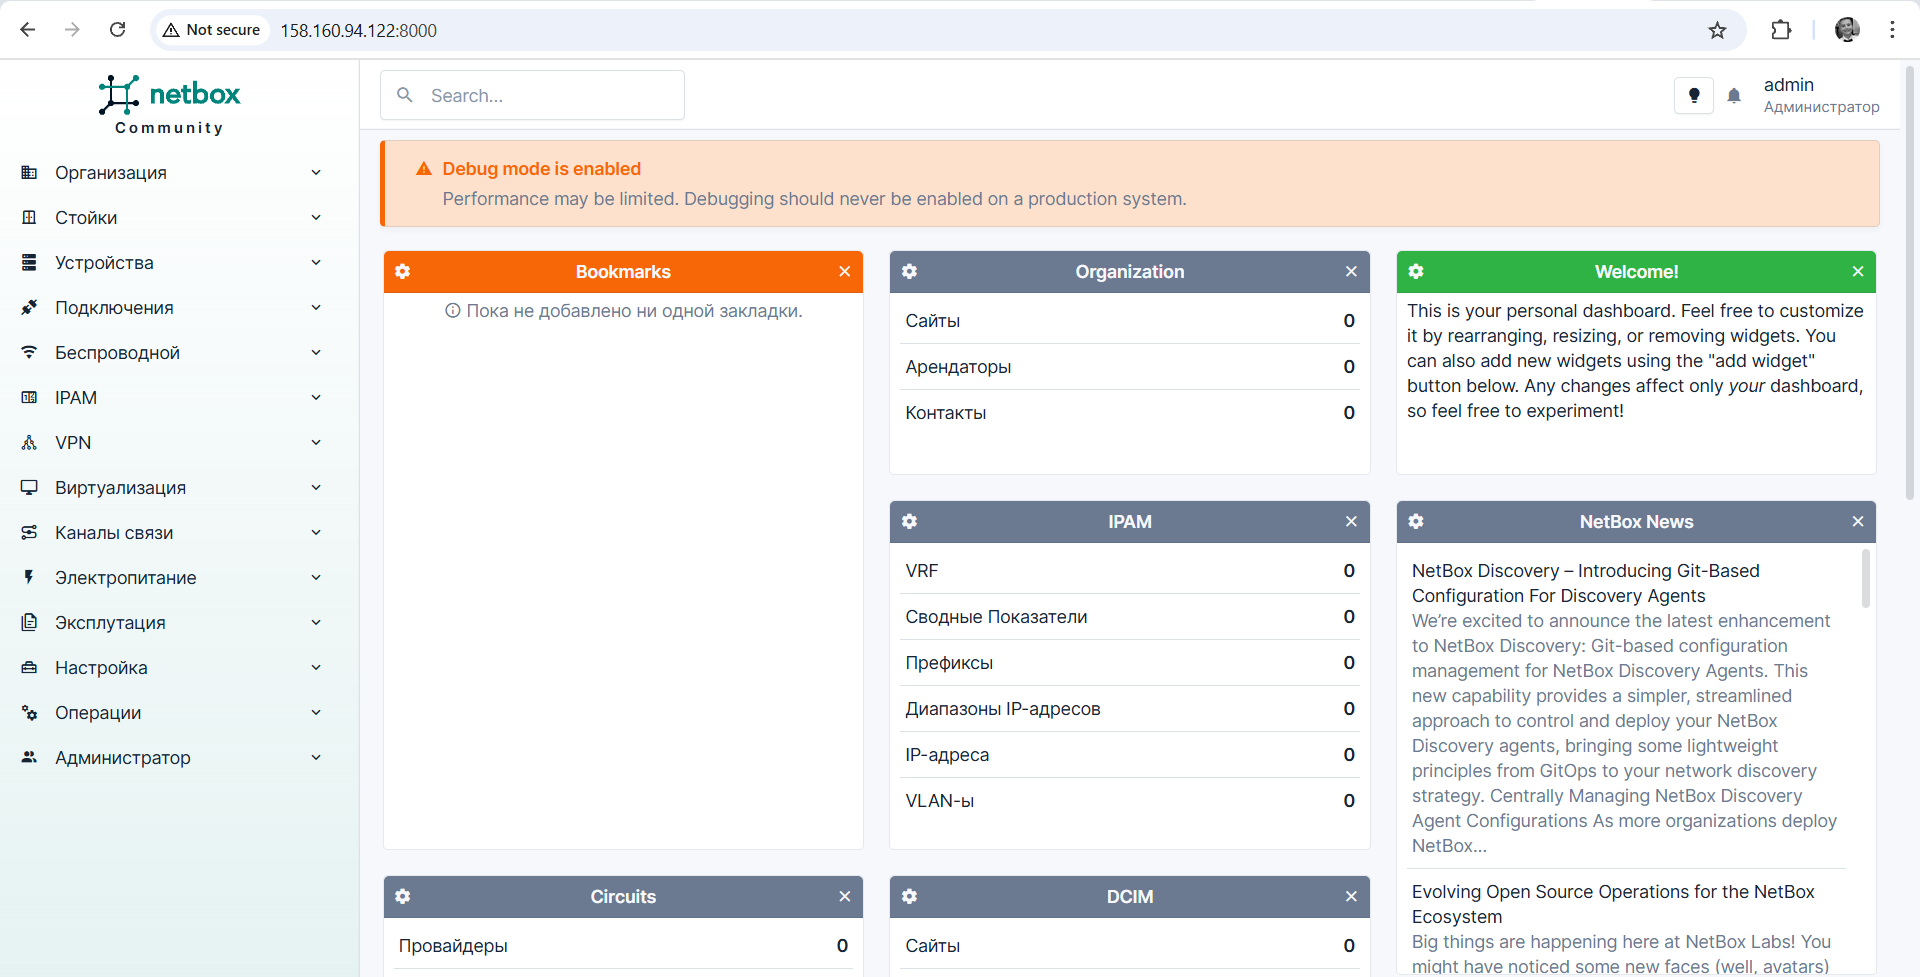 Not secure
158.160.94.122:8000
netbox
Community
Организация
Стойки
Устройства
Подключения
Беспроводной
IPAM
VPN
Виртуализация
Каналы связи
Электропитание
Эксплутация
Настройка
Операции
Администратор
Search...
admin
Администратор
Debug mode is enabled
Performance may be limited. Debugging should never be enabled on a production system.
Bookmarks
Пока не добавлено ни одной закладки.
Organization
Сайты 0
Арендаторы 0
Контакты 0
Welcome!
This is your personal dashboard. Feel free to customize
it by rearranging, resizing, or removing widgets. You
can also add new widgets using the "add widget"
button below. Any changes affect only your dashboard,
so feel free to experiment!
IPAM
VRF 0
Сводные Показатели 0
Префиксы 0
Диапазоны IP-адресов 0
IP-адреса 0
VLAN-ы 0
NetBox News
NetBox Discovery – Introducing Git-Based
Configuration For Discovery Agents
We’re excited to announce the latest enhancement
to NetBox Discovery: Git-based configuration
management for NetBox Discovery Agents. This
new capability provides a simpler, streamlined
approach to control and deploy your NetBox
Discovery agents, bringing some lightweight
principles from GitOps to your network discovery
strategy. Centrally Managing NetBox Discovery
Agent Configurations As more organizations deploy
NetBox...
Evolving Open Source Operations for the NetBox
Ecosystem
Big things are happening here at NetBox Labs! You
might have noticed some new faces (well, avatars)
Circuits
Провайдеры 0
DCIM
Сайты 0